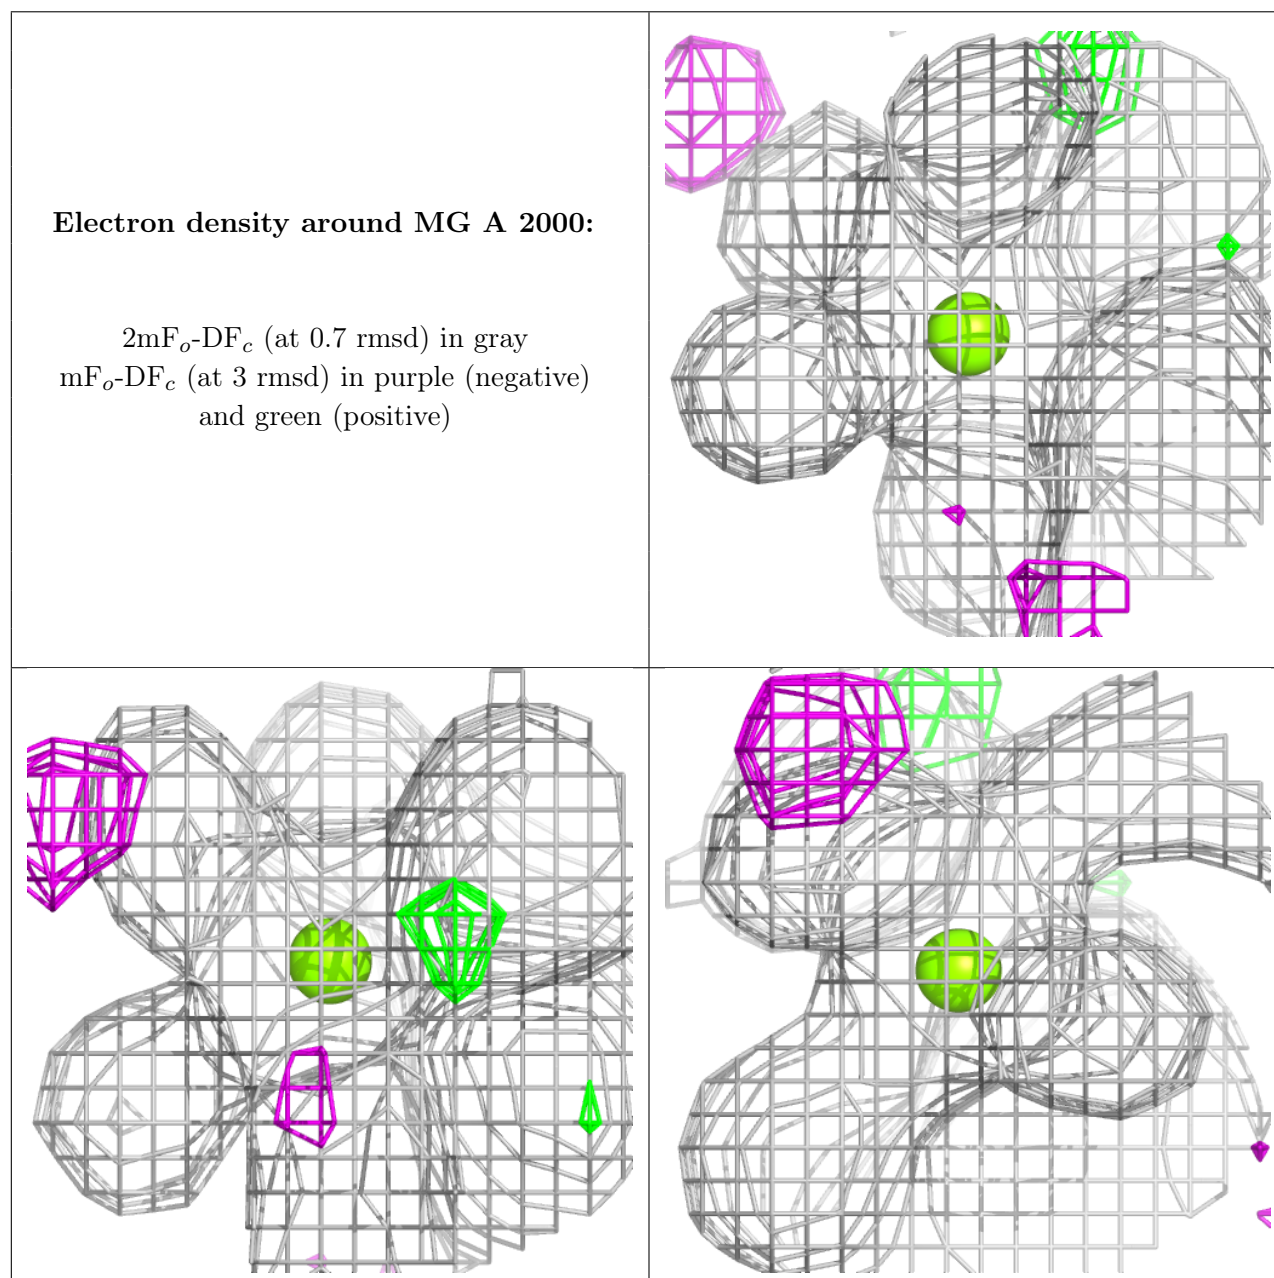 Electron density around MG A 2000:
2mFo-DFc (at 0.7 rmsd) in gray
mFo-DFc (at 3 rmsd) in purple (negative)
and green (positive)